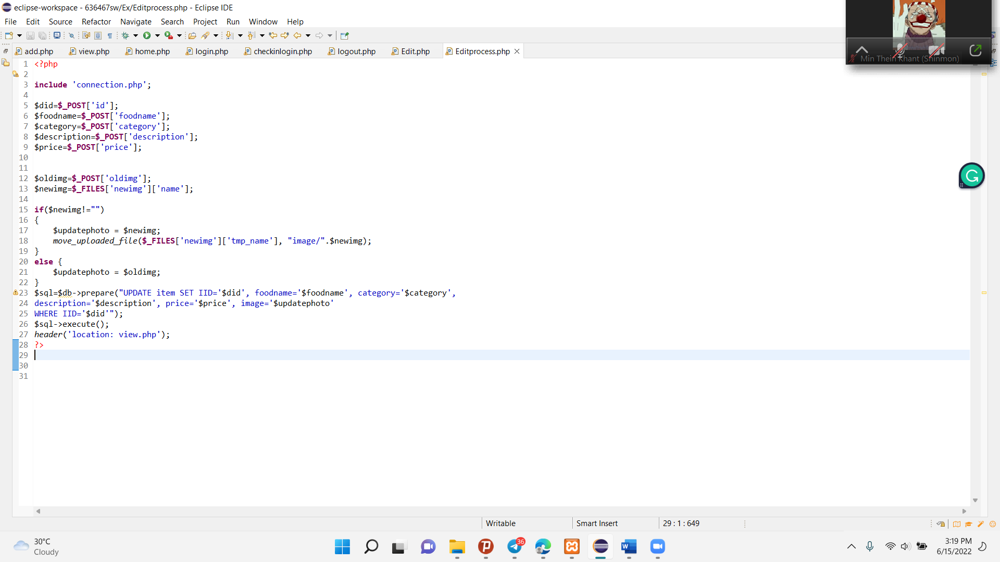 eclipse-workspace - 636467sw/Ex/Editprocess.php - Eclipse IDE
File Edit Source Refactor Navigate Search Project Run Window Help
add.php view.php home.php login.php checkinlogin.php logout.php Edit.php Editprocess.php
Min Thein Khant (Shinmon)
1 <?php
2
3 include 'connection.php';
4
5 $did=$_POST['id'];
6 $foodname=$_POST['foodname'];
7 $category=$_POST['category'];
8 $description=$_POST['description'];
9 $price=$_POST['price'];
10
11
12 $oldimg=$_POST['oldimg'];
13 $newimg=$_FILES['newimg']['name'];
14
15 if($newimg!="")
16 {
17 $updatephoto = $newimg;
18 move_uploaded_file($_FILES['newimg']['tmp_name'], "image/".$newimg);
19 }
20 else {
21 $updatephoto = $oldimg;
22 }
23 $sql=$db->prepare("UPDATE item SET IID='$did', foodname='$foodname', category='$category',
24 description='$description', price='$price', image='$updatephoto'
25 WHERE IID='$did'");
26 $sql->execute();
27 header('location: view.php');
28 ?>
29
30
31
Writable Smart Insert 29 : 1 : 649
30°C
Cloudy
36
3:19 PM
6/15/2022